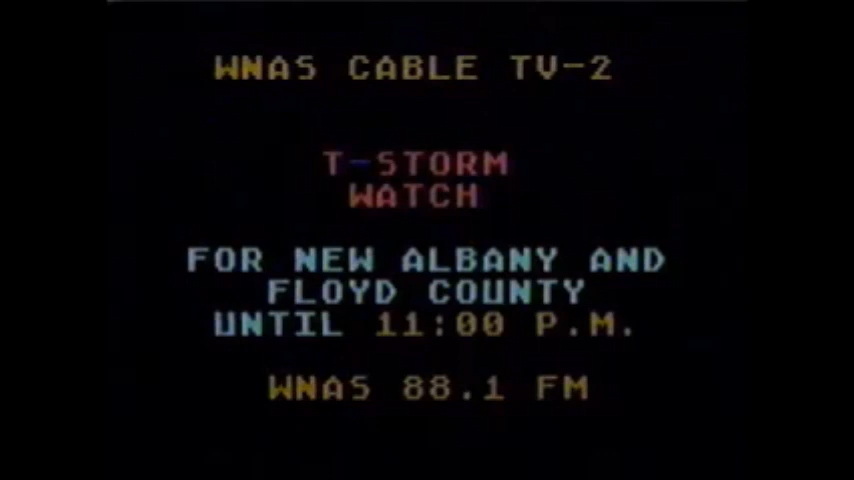 WNAS CABLE TV-2
T-STORM
WATCH
FOR NEW ALBANY AND
FLOYD COUNTY
UNTIL 11:00 P.M.
WNAS 88.1 FM